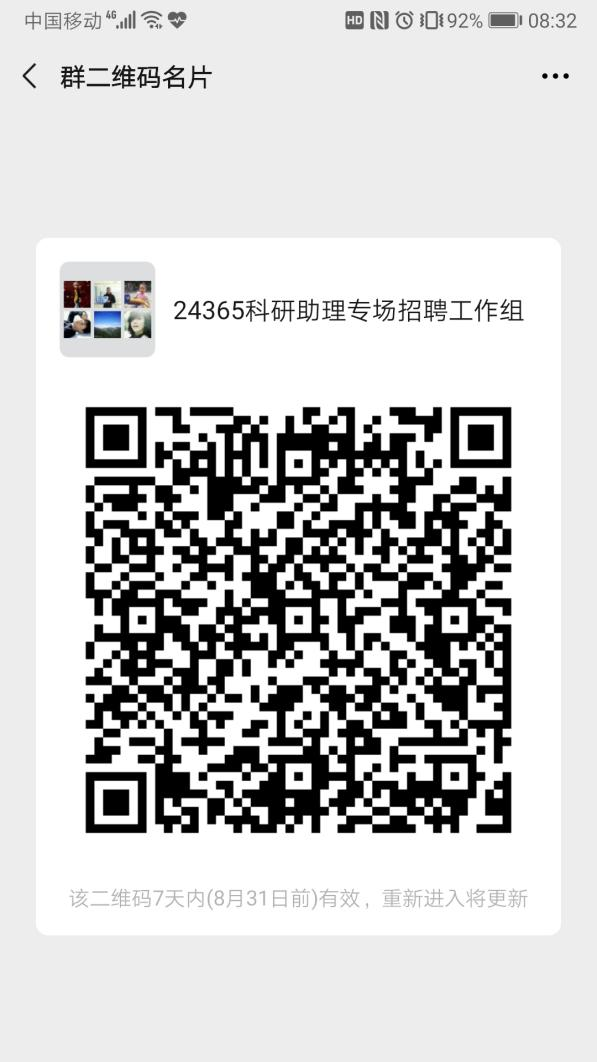 中国移动 4G HD 92% 08:32
群二维码名片
24365科研助理专场招聘工作组
该二维码7天内(8月31日前)有效，重新进入将更新